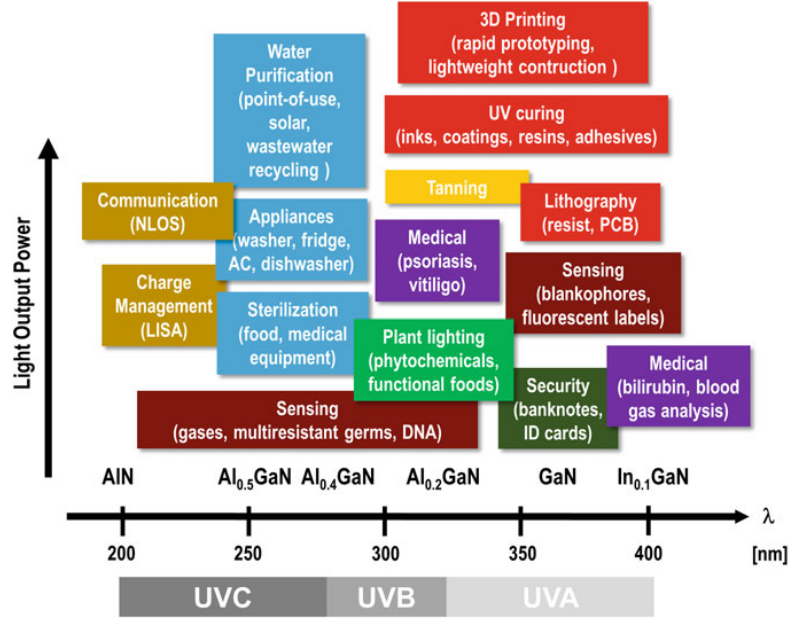 3D Printing
(rapid prototyping,
lightweight contruction )
Water
Purification
(point-of-use,
solar,
wastewater
recycling )
UV curing
(inks, coatings, resins, adhesives)
Tanning
Communication
(NLOS)
Appliances
(washer, fridge,
AC, dishwasher)
Lithography
(resist, PCB)
Medical
(psoriasis,
vitiligo)
Charge
Management
(LISA)
Sensing
(blankophores,
fluorescent labels)
Sterilization
(food, medical
equipment)
Plant lighting
(phytochemicals,
functional foods)
Medical
(bilirubin, blood
gas analysis)
Security
(banknotes,
ID cards)
Sensing
(gases, multiresistant germs, DNA)
Light Output Power
AlN Al0.5GaN Al0.4GaN Al0.2GaN GaN In0.1GaN
λ
200 250 300 350 400 [nm]
UVC UVB UVA